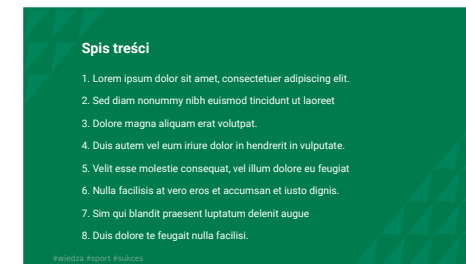 Spis treści
1. Lorem ipsum dolor sit amet, consectetuer adipiscing elit.
2. Sed diam nonummy nibh euismod tincidunt ut laoreet
3. Dolore magna aliquam erat volutpat.
4. Duis autem vel eum iriure dolor in hendrerit in vulputate.
5. Velit esse molestie consequat, vel illum dolore eu feugiat
6. Nulla facilisis at vero eros et accumsan et iusto dignis.
7. Sim qui blandit praesent luptatum delenit augue
8. Duis dolore te feugait nulla facilisi.
#wiedza #sport #sukces